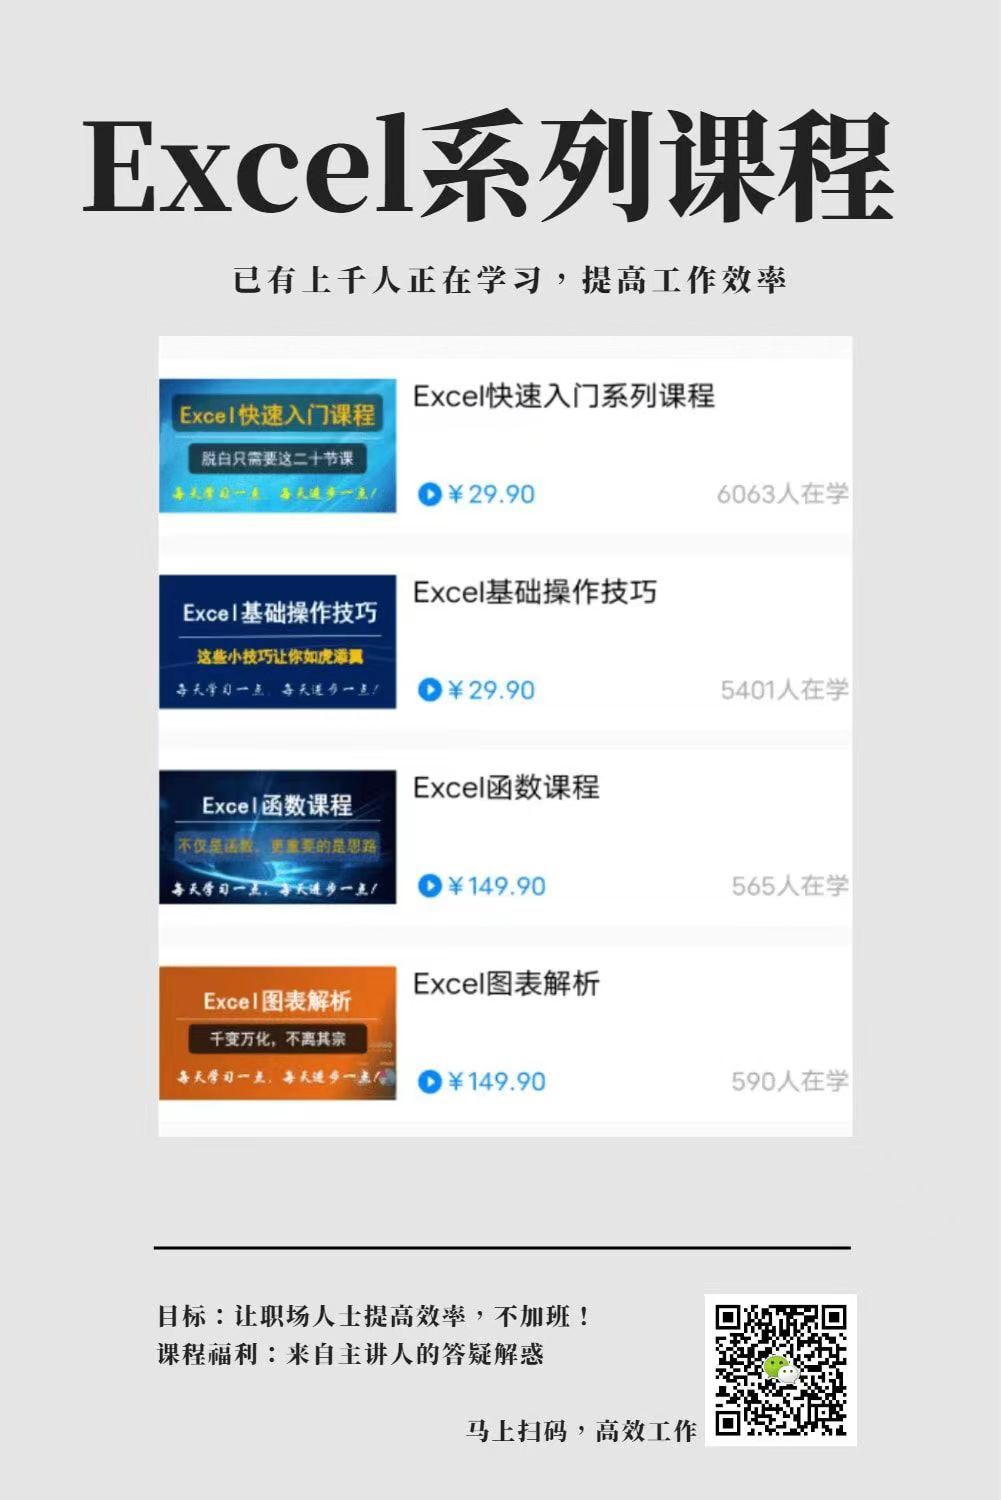 Excel系列课程
已有上千人正在学习，提高工作效率
Excel快速入门课程
脱白只需要这二十节课
每天学习一点，每天进步一点！
Excel快速入门系列课程
￥29.90
6063人在学
Excel基础操作技巧
这些小技巧让你如虎添翼
每天学习一点，每天进步一点！
Excel基础操作技巧
￥29.90
5401人在学
Excel函数课程
不仅是函数，更重要的是思路
每天学习一点，每天进步一点！
Excel函数课程
￥149.90
565人在学
Excel图表解析
千变万化，不离其宗
每天学习一点，每天进步一点！
Excel图表解析
￥149.90
590人在学
目标：让职场人士提高效率，不加班！
课程福利：来自主讲人的答疑解惑
马上扫码，高效工作